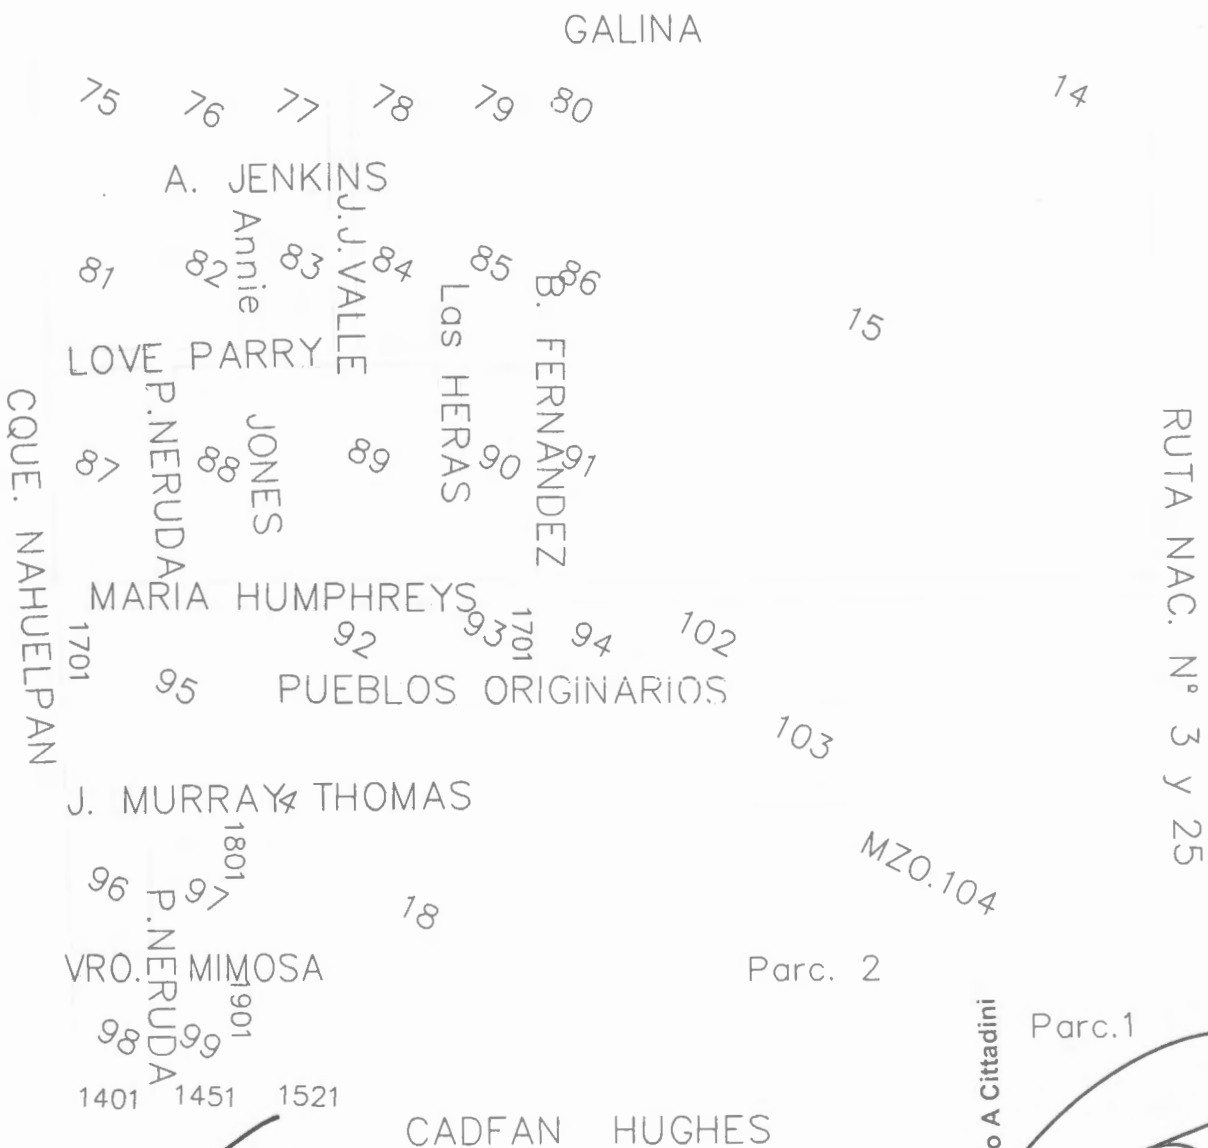 GALINA
75 76 77 78 79 80 14
A. JENKINS
Annie
J.J.VALLE
81 82 83 84 85 86
15
Las HERAS
B. FERNANDEZ
LOVE PARRY
P.NERUDA
JONES
CQUE. NAHUELPAN
RUTA NAC. Nº 3 y 25
87 88 89 90 91
MARIA HUMPHREYS
1701
92 93 1701 94 102
95
PUEBLOS ORIGINARIOS
103
J. MURRAY THOMAS
4
1801
MZO.104
96 97
P.NERUDA
18
VRO. MIMOSA
Parc. 2
1901
98 99
o A Cittadini
Parc.1
1401 1451 1521
CADFAN HUGHES